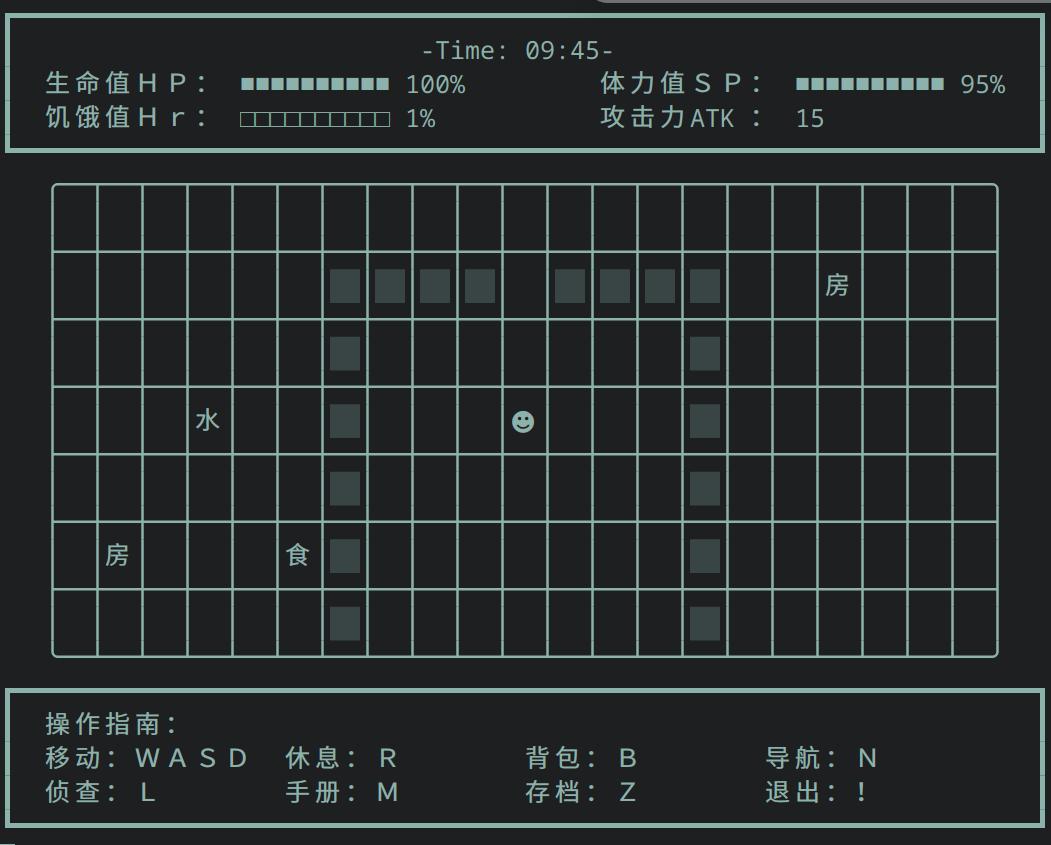 -Time: 09:45-
生命值ＨＰ： ■■■■■■■■■■ 100% 体力值ＳＰ： ■■■■■■■■■■ 95%
饥饿值Ｈｒ： □□□□□□□□□□ 1% 攻击力ATK ： 15
房
水
房 食
操作指南：
移动：ＷＡＳＤ 休息：Ｒ 背包：Ｂ 导航：Ｎ
侦查：Ｌ 手册：Ｍ 存档：Ｚ 退出：！